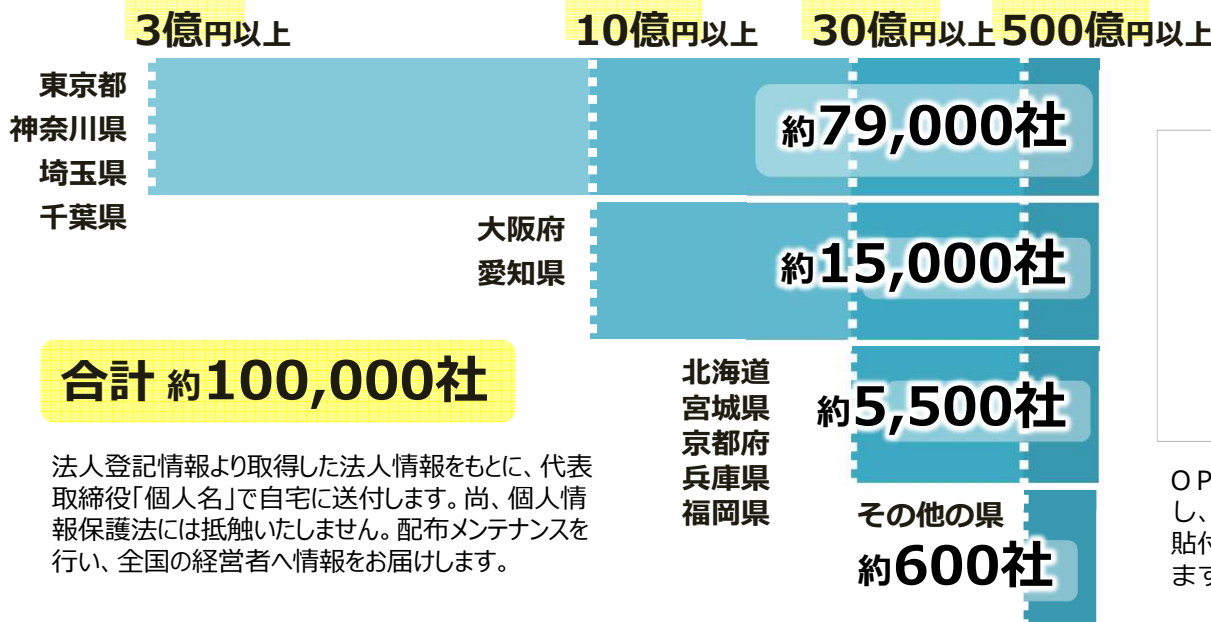 3億円以上 10億円以上 30億円以上 500億円以上
東京都
神奈川県
埼玉県
千葉県
約79,000社
大阪府
愛知県
約15,000社
合計 約100,000社
北海道
宮城県
京都府
兵庫県
福岡県
約5,500社
その他の県
約600社
法人登記情報より取得した法人情報をもとに、代表
取締役「個人名」で自宅に送付します。尚、個人情
報保護法には抵触いたしません。配布メンテナンスを
行い、全国の経営者へ情報をお届けします。
ＯＰ
し、
貼付
ます